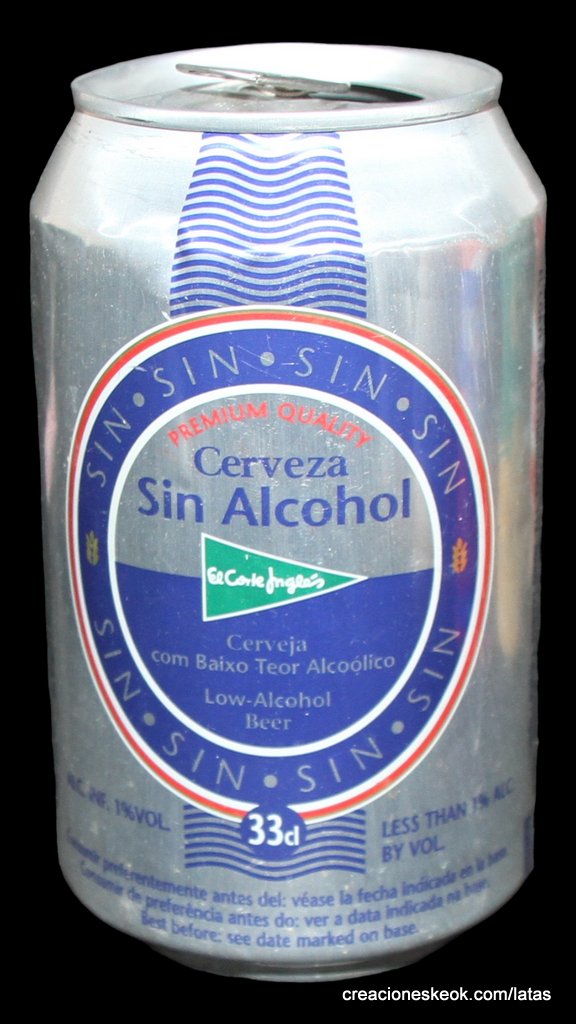 SIN • SIN • SIN • SIN
PREMIUM QUALITY
Cerveza
Sin Alcohol
El Corte Inglés
Cerveja
com Baixo Teor Alcoólico
Low-Alcohol
Beer
SIN • SIN • SIN • SIN
ALC. INF. 1% VOL.
33cl
LESS THAN 1% ALC.
BY VOL.
Consumir preferentemente antes del: véase la fecha indicada en la base.
Consumir de preferência antes do: ver a data indicada na base.
Best before: see date marked on base.
creacioneskeok.com/latas